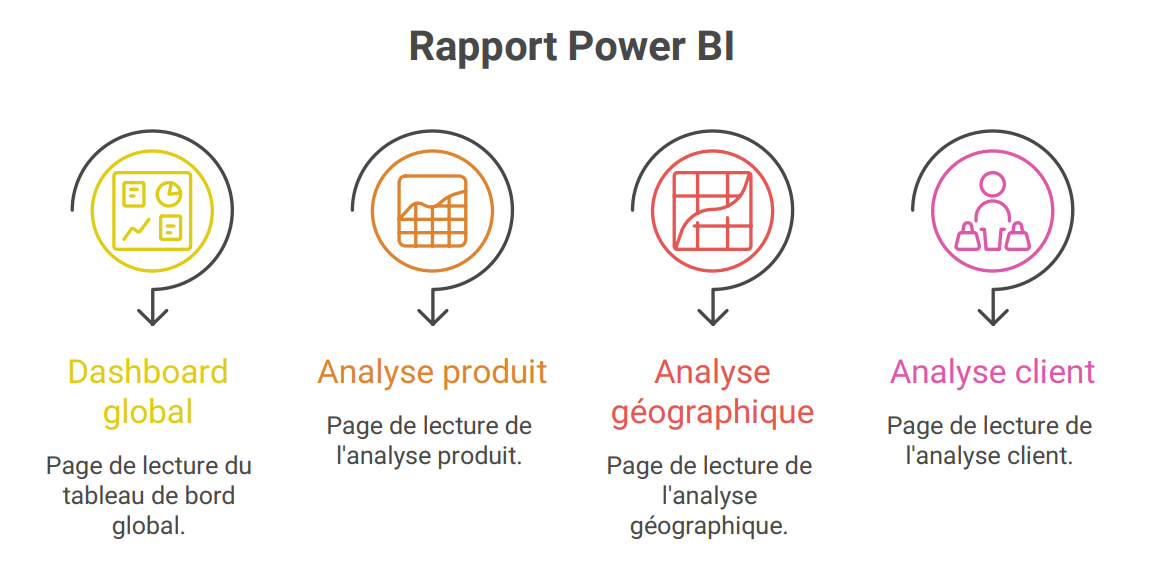 Rapport Power BI
Dashboard
global
Page de lecture du
tableau de bord
global.
Analyse produit
Page de lecture de
l'analyse produit.
Analyse
géographique
Page de lecture de
l'analyse
géographique.
Analyse client
Page de lecture de
l'analyse client.